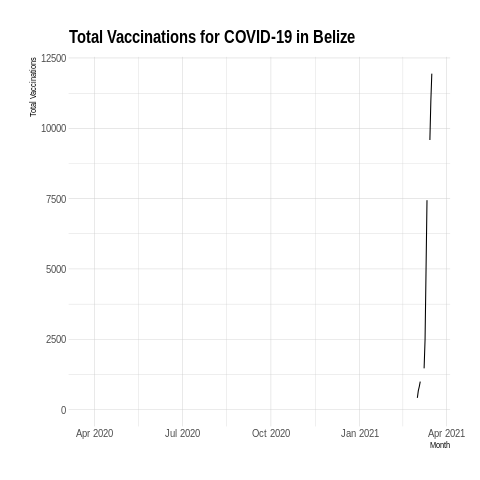 Total Vaccinations for COVID-19 in Belize
Total Vaccinations
12500
10000
7500
5000
2500
0
Apr 2020
Jul 2020
Oct 2020
Jan 2021
Apr 2021
Month